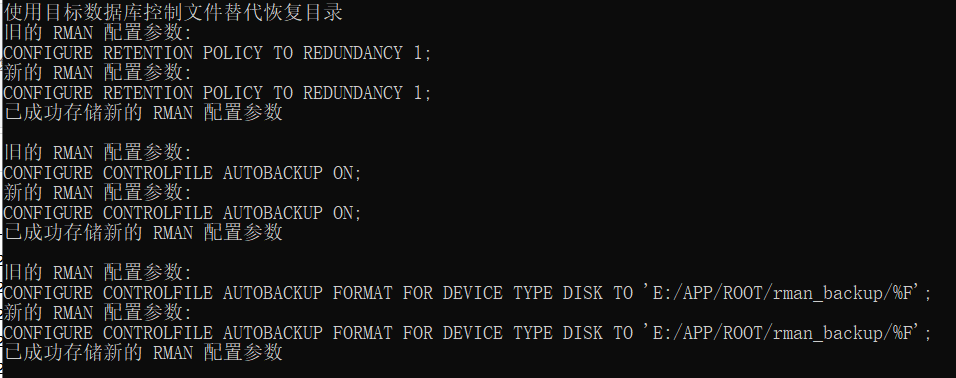 使用目标数据库控制文件替代恢复目录
旧的 RMAN 配置参数:
CONFIGURE RETENTION POLICY TO REDUNDANCY 1;
新的 RMAN 配置参数:
CONFIGURE RETENTION POLICY TO REDUNDANCY 1;
已成功存储新的 RMAN 配置参数
旧的 RMAN 配置参数:
CONFIGURE CONTROLFILE AUTOBACKUP ON;
新的 RMAN 配置参数:
CONFIGURE CONTROLFILE AUTOBACKUP ON;
已成功存储新的 RMAN 配置参数
旧的 RMAN 配置参数:
CONFIGURE CONTROLFILE AUTOBACKUP FORMAT FOR DEVICE TYPE DISK TO 'E:/APP/ROOT/rman_backup/%F';
新的 RMAN 配置参数:
CONFIGURE CONTROLFILE AUTOBACKUP FORMAT FOR DEVICE TYPE DISK TO 'E:/APP/ROOT/rman_backup/%F';
已成功存储新的 RMAN 配置参数